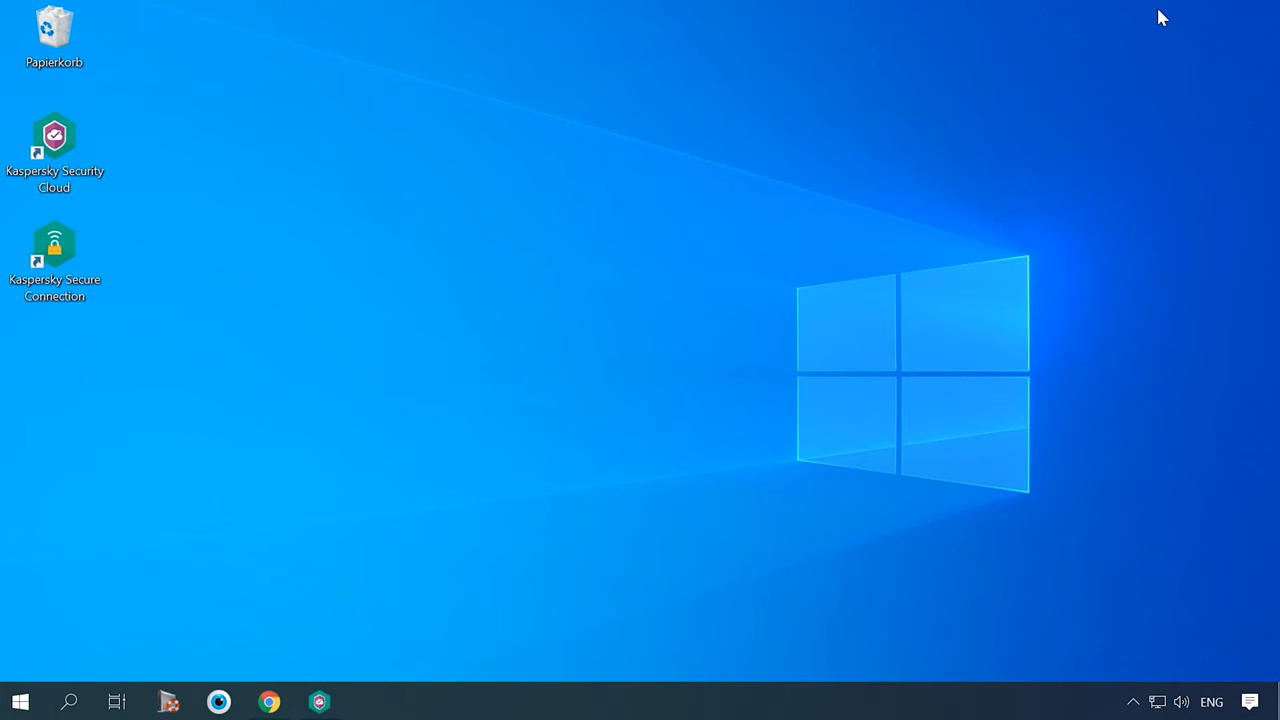 Papierkorb
Kaspersky Security
Cloud
Kaspersky Secure
Connection
ENG